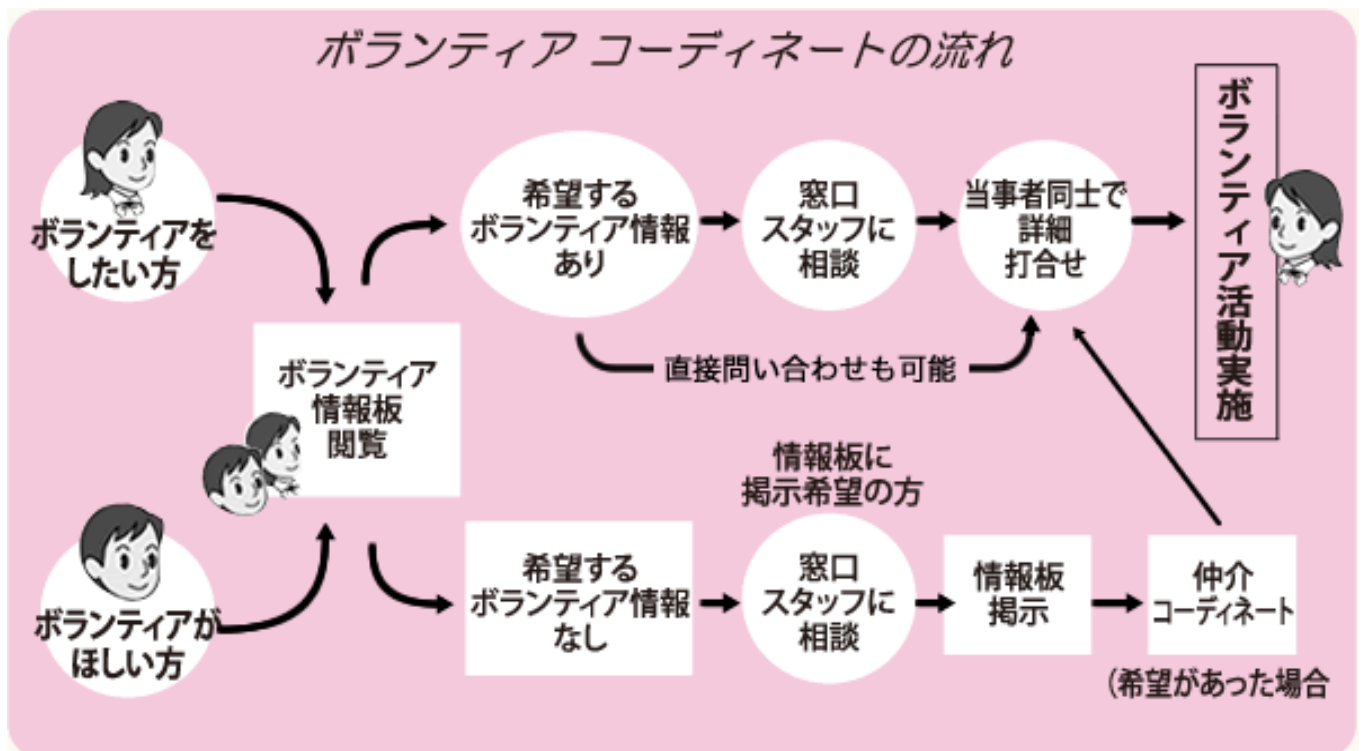 ボランティア コーディネートの流れ
ボランティアを
したい方
ボランティアが
ほしい方
ボランティア
情報板
閲覧
希望する
ボランティア情報
あり
窓口
スタッフに
相談
当事者同士で
詳細
打合せ
ボランティア活動実施
直接問い合わせも可能
希望する
ボランティア情報
なし
情報板に
掲示希望の方
窓口
スタッフに
相談
情報板
掲示
仲介
コーディネート
(希望があった場合